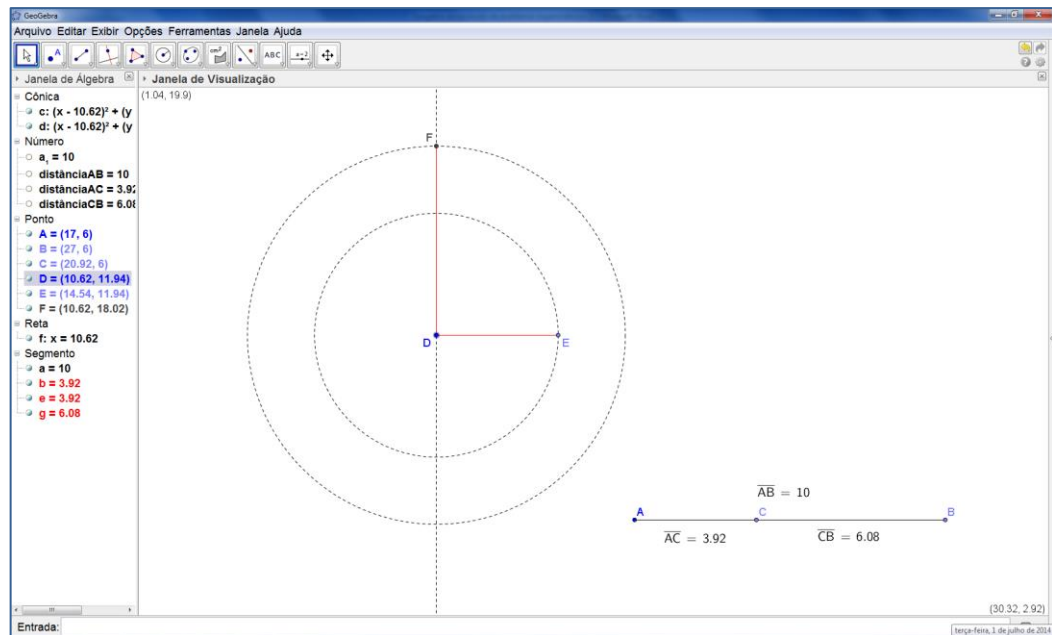 GeoGebra
Arquivo Editar Exibir Opções Ferramentas Janela Ajuda
A
cm²
ABC
a=2
Janela de Álgebra
Janela de Visualização
Cônica
c: (x - 10.62)² + (y
d: (x - 10.62)² + (y
Número
a₁ = 10
distânciaAB = 10
distânciaAC = 3.92
distânciaCB = 6.08
Ponto
A = (17, 6)
B = (27, 6)
C = (20.92, 6)
D = (10.62, 11.94)
E = (14.54, 11.94)
F = (10.62, 18.02)
Reta
f: x = 10.62
Segmento
a = 10
b = 3.92
e = 3.92
g = 6.08
(1.04, 19.9)
F
D
E
AB = 10
A
C
B
AC = 3.92
CB = 6.08
(30.32, 2.92)
Entrada:
terça-feira, 1 de julho de 2014